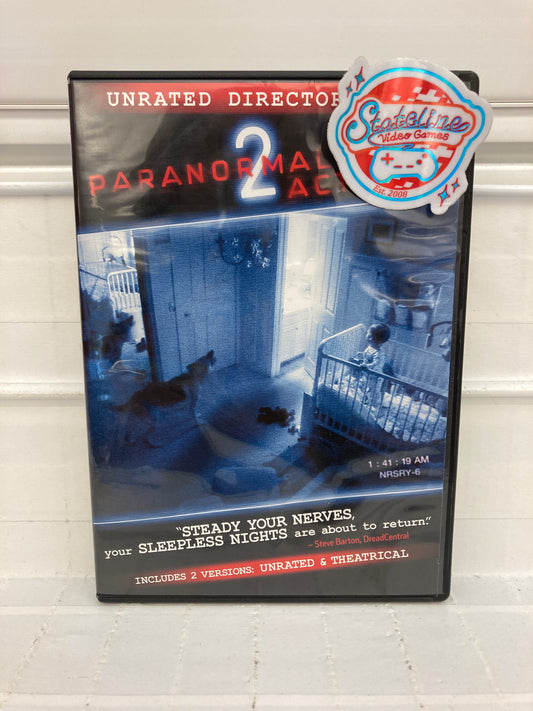 UNRATED DIRECTOR
Stateline
Video Games
Est. 2008
2
PARANORMAL
ACT
1 : 41 : 19 AM
NRSRY-6
"STEADY YOUR NERVES,
your SLEEPLESS NIGHTS are about to return."
– Steve Barton, DreadCentral
INCLUDES 2 VERSIONS: UNRATED & THEATRICAL